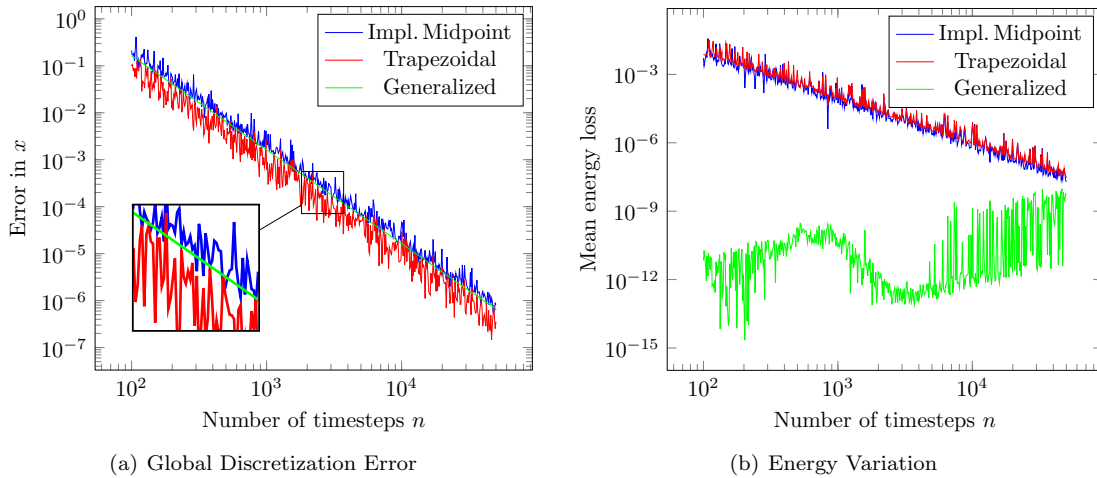 10^0
10^-1
10^-2
10^-3
10^-4
10^-5
10^-6
10^-7
Error in x
10^2
10^3
10^4
Number of timesteps n
Impl. Midpoint
Trapezoidal
Generalized
(a) Global Discretization Error
10^-3
10^-6
10^-9
10^-12
10^-15
Mean energy loss
10^2
10^3
10^4
Number of timesteps n
Impl. Midpoint
Trapezoidal
Generalized
(b) Energy Variation